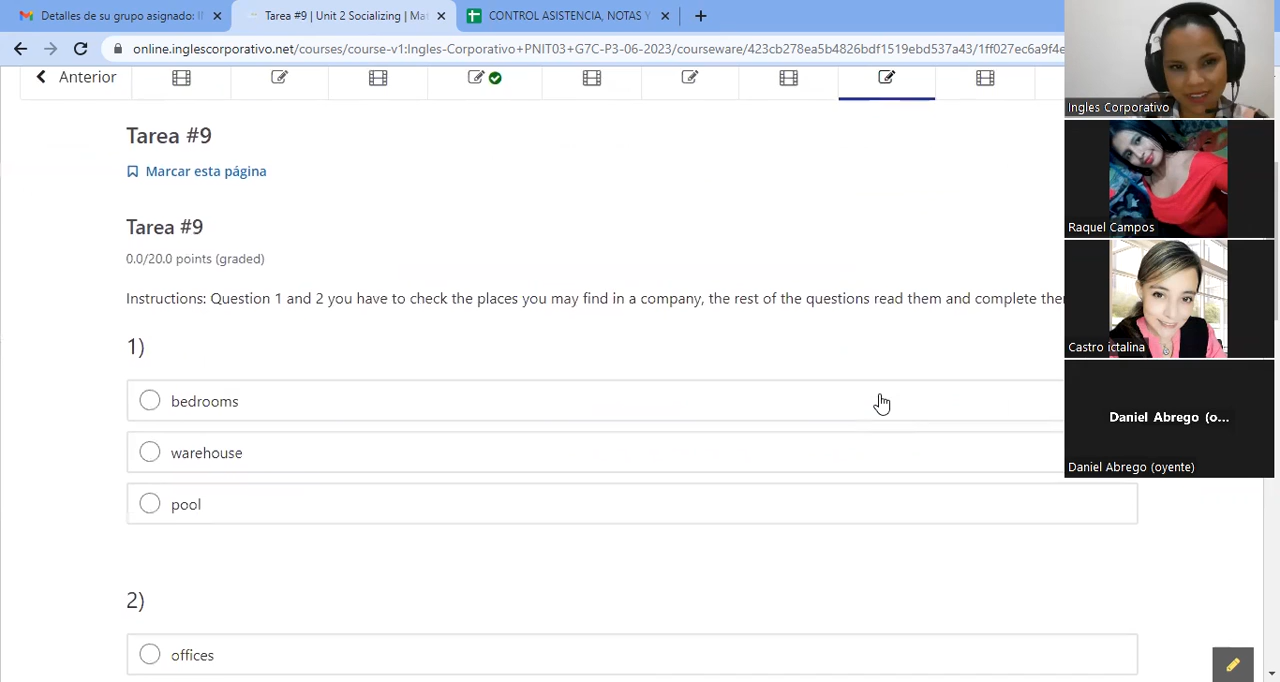 Detalles de su grupo asignado: I
Tarea #9 | Unit 2 Socializing | Ma
CONTROL ASISTENCIA, NOTAS Y
online.inglescorporativo.net/courses/course-v1:Ingles-Corporativo+PNIT03+G7C-P3-06-2023/courseware/423cb278ea5b4826bdf1519ebd537a43/1ff027ec6a9f4e
Anterior
Tarea #9
Marcar esta página
Tarea #9
0.0/20.0 points (graded)
Instructions: Question 1 and 2 you have to check the places you may find in a company, the rest of the questions read them and complete the
1)
bedrooms
warehouse
pool
2)
offices
Ingles Corporativo
Raquel Campos
Castro ictalina
Daniel Abrego (o...
Daniel Abrego (oyente)